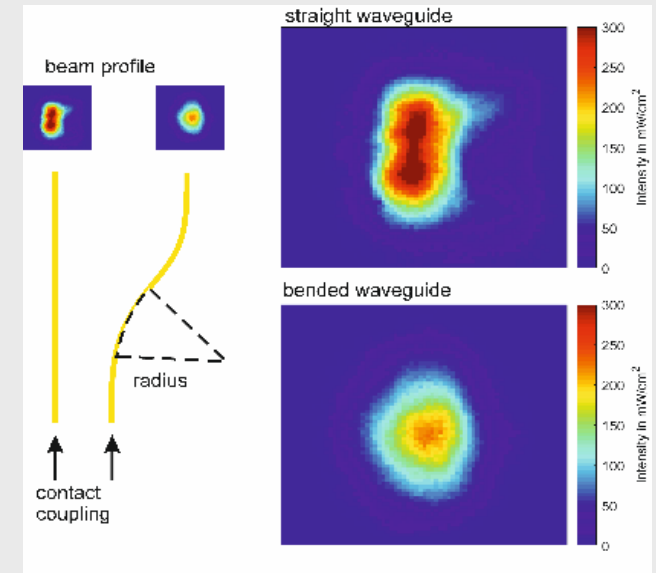 beam profile
radius
contact
coupling
straight waveguide
300
250
200
150
100
50
0
Intensity in mW/cm²
bended waveguide
300
250
200
150
100
50
0
Intensity in mW/cm²